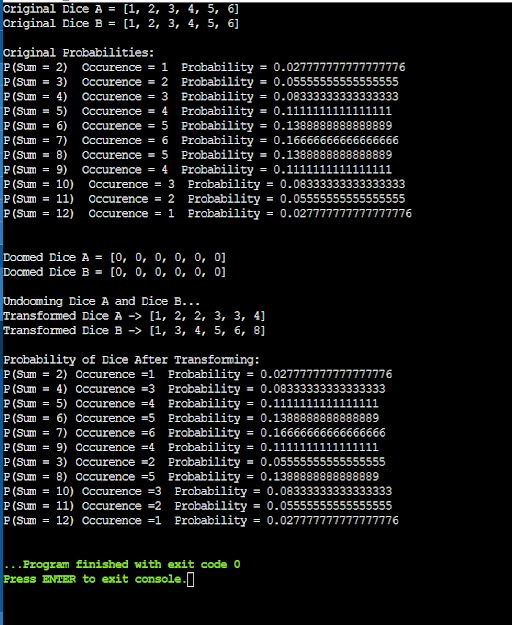 Original Dice A = [1, 2, 3, 4, 5, 6]
Original Dice B = [1, 2, 3, 4, 5, 6]
Original Probabilities:
P(Sum = 2)  Occurence = 1  Probability = 0.027777777777777776
P(Sum = 3)  Occurence = 2  Probability = 0.05555555555555555
P(Sum = 4)  Occurence = 3  Probability = 0.08333333333333333
P(Sum = 5)  Occurence = 4  Probability = 0.1111111111111111
P(Sum = 6)  Occurence = 5  Probability = 0.1388888888888889
P(Sum = 7)  Occurence = 6  Probability = 0.16666666666666666
P(Sum = 8)  Occurence = 5  Probability = 0.1388888888888889
P(Sum = 9)  Occurence = 4  Probability = 0.1111111111111111
P(Sum = 10)  Occurence = 3  Probability = 0.08333333333333333
P(Sum = 11)  Occurence = 2  Probability = 0.05555555555555555
P(Sum = 12)  Occurence = 1  Probability = 0.027777777777777776
Doomed Dice A = [0, 0, 0, 0, 0, 0]
Doomed Dice B = [0, 0, 0, 0, 0, 0]
Undooming Dice A and Dice B...
Transformed Dice A -> [1, 2, 2, 3, 3, 4]
Transformed Dice B -> [1, 3, 4, 5, 6, 8]
Probability of Dice After Transforming:
P(Sum = 2) Occurence =1  Probability = 0.027777777777777776
P(Sum = 4) Occurence =3  Probability = 0.08333333333333333
P(Sum = 5) Occurence =4  Probability = 0.1111111111111111
P(Sum = 6) Occurence =5  Probability = 0.1388888888888889
P(Sum = 7) Occurence =6  Probability = 0.16666666666666666
P(Sum = 9) Occurence =4  Probability = 0.1111111111111111
P(Sum = 3) Occurence =2  Probability = 0.05555555555555555
P(Sum = 8) Occurence =5  Probability = 0.1388888888888889
P(Sum = 10) Occurence =3  Probability = 0.08333333333333333
P(Sum = 11) Occurence =2  Probability = 0.05555555555555555
P(Sum = 12) Occurence =1  Probability = 0.027777777777777776
...Program finished with exit code 0
Press ENTER to exit console.